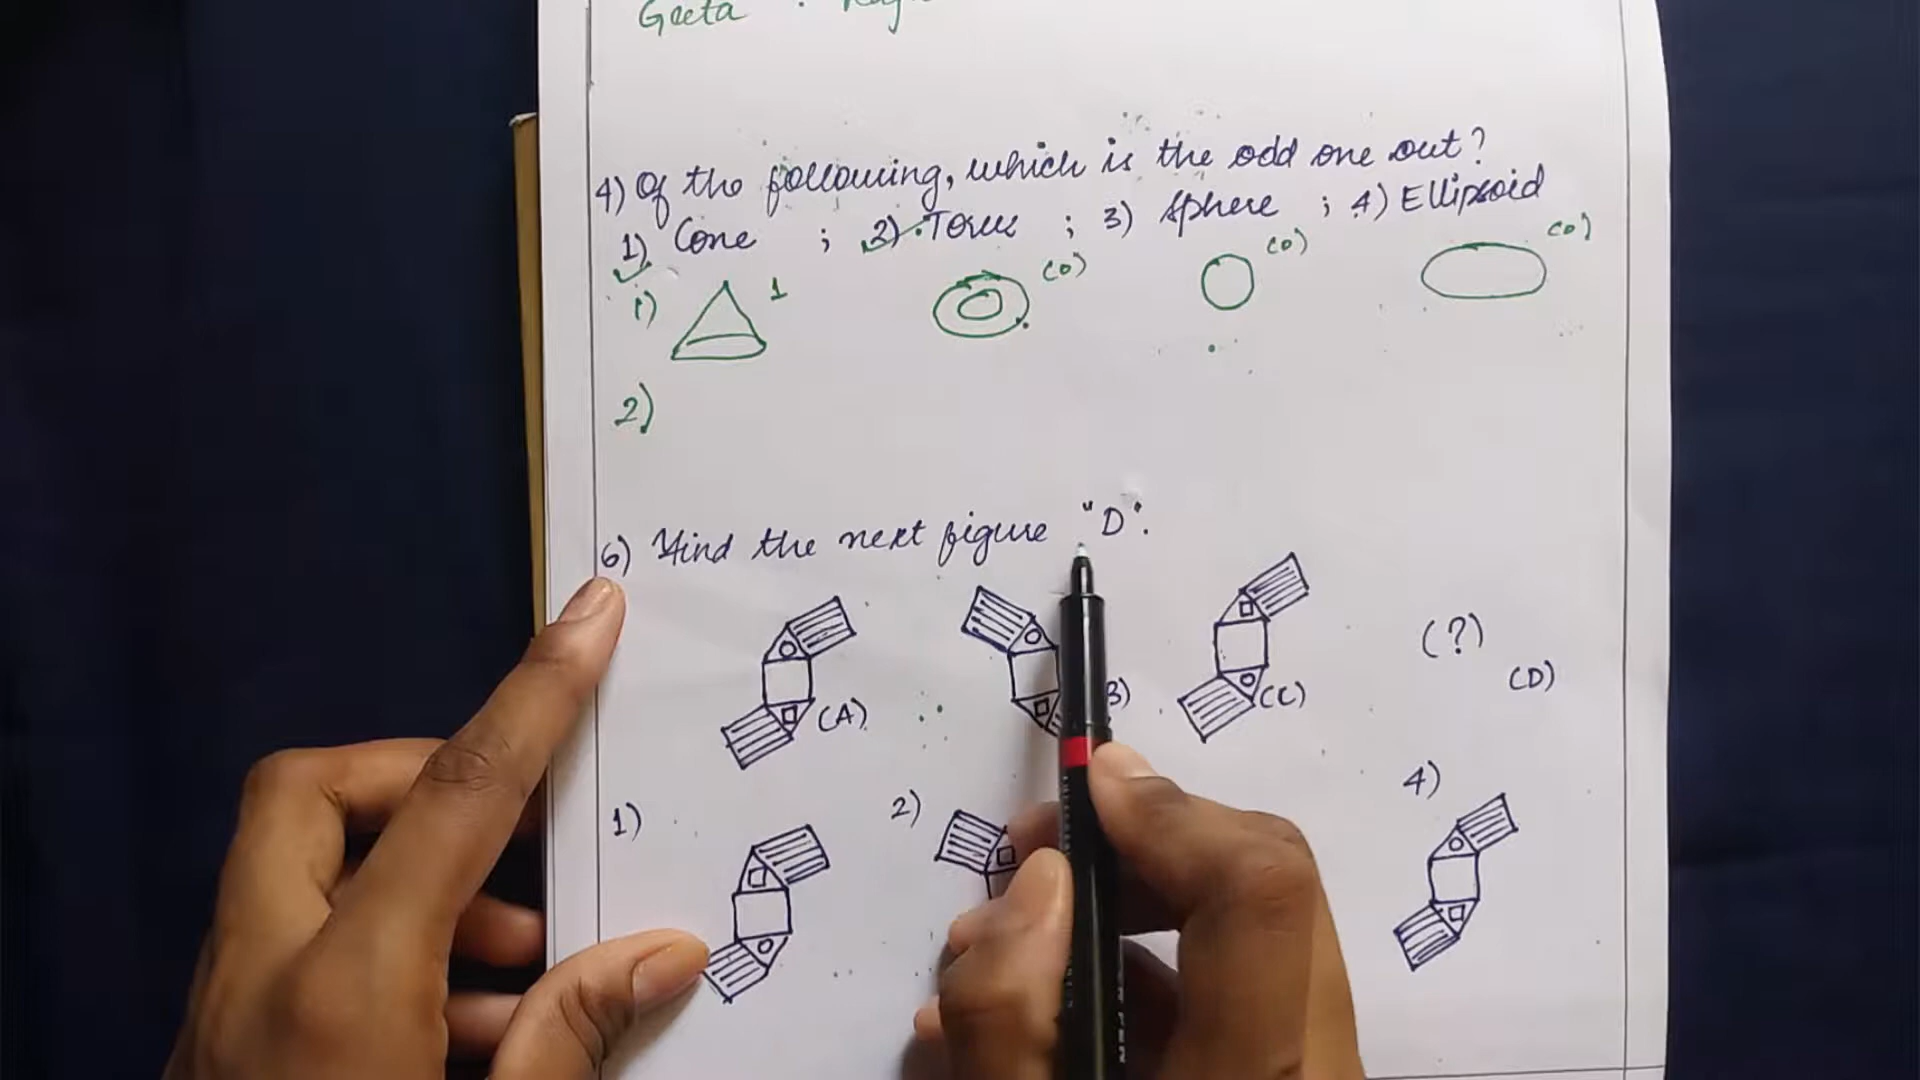 Geeta :
4) Of the following, which is the odd one out?
1) Cone ; 2) Torus ; 3) Sphere ; 4) Ellipsoid
1) 1 (0) (0) (0)
2)
6) Find the next figure "D".
(A) B) (C) (?) (D)
1) 2) 4)